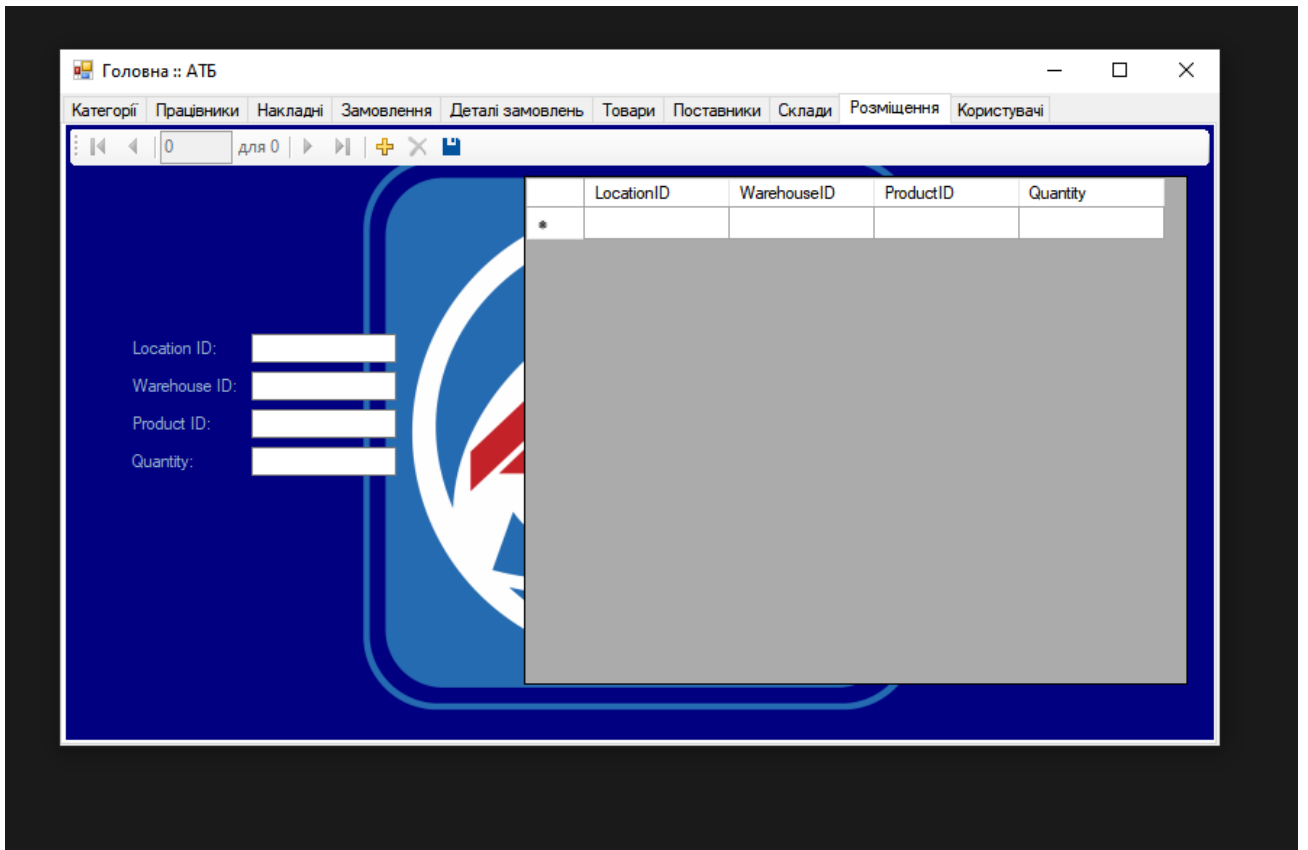 Головна :: АТБ
Категорії Працівники Накладні Замовлення Деталі замовлень Товари Поставники Склади Розміщення Користувачі
0 для 0
LocationID WarehouseID ProductID Quantity
Location ID:
Warehouse ID:
Product ID:
Quantity: